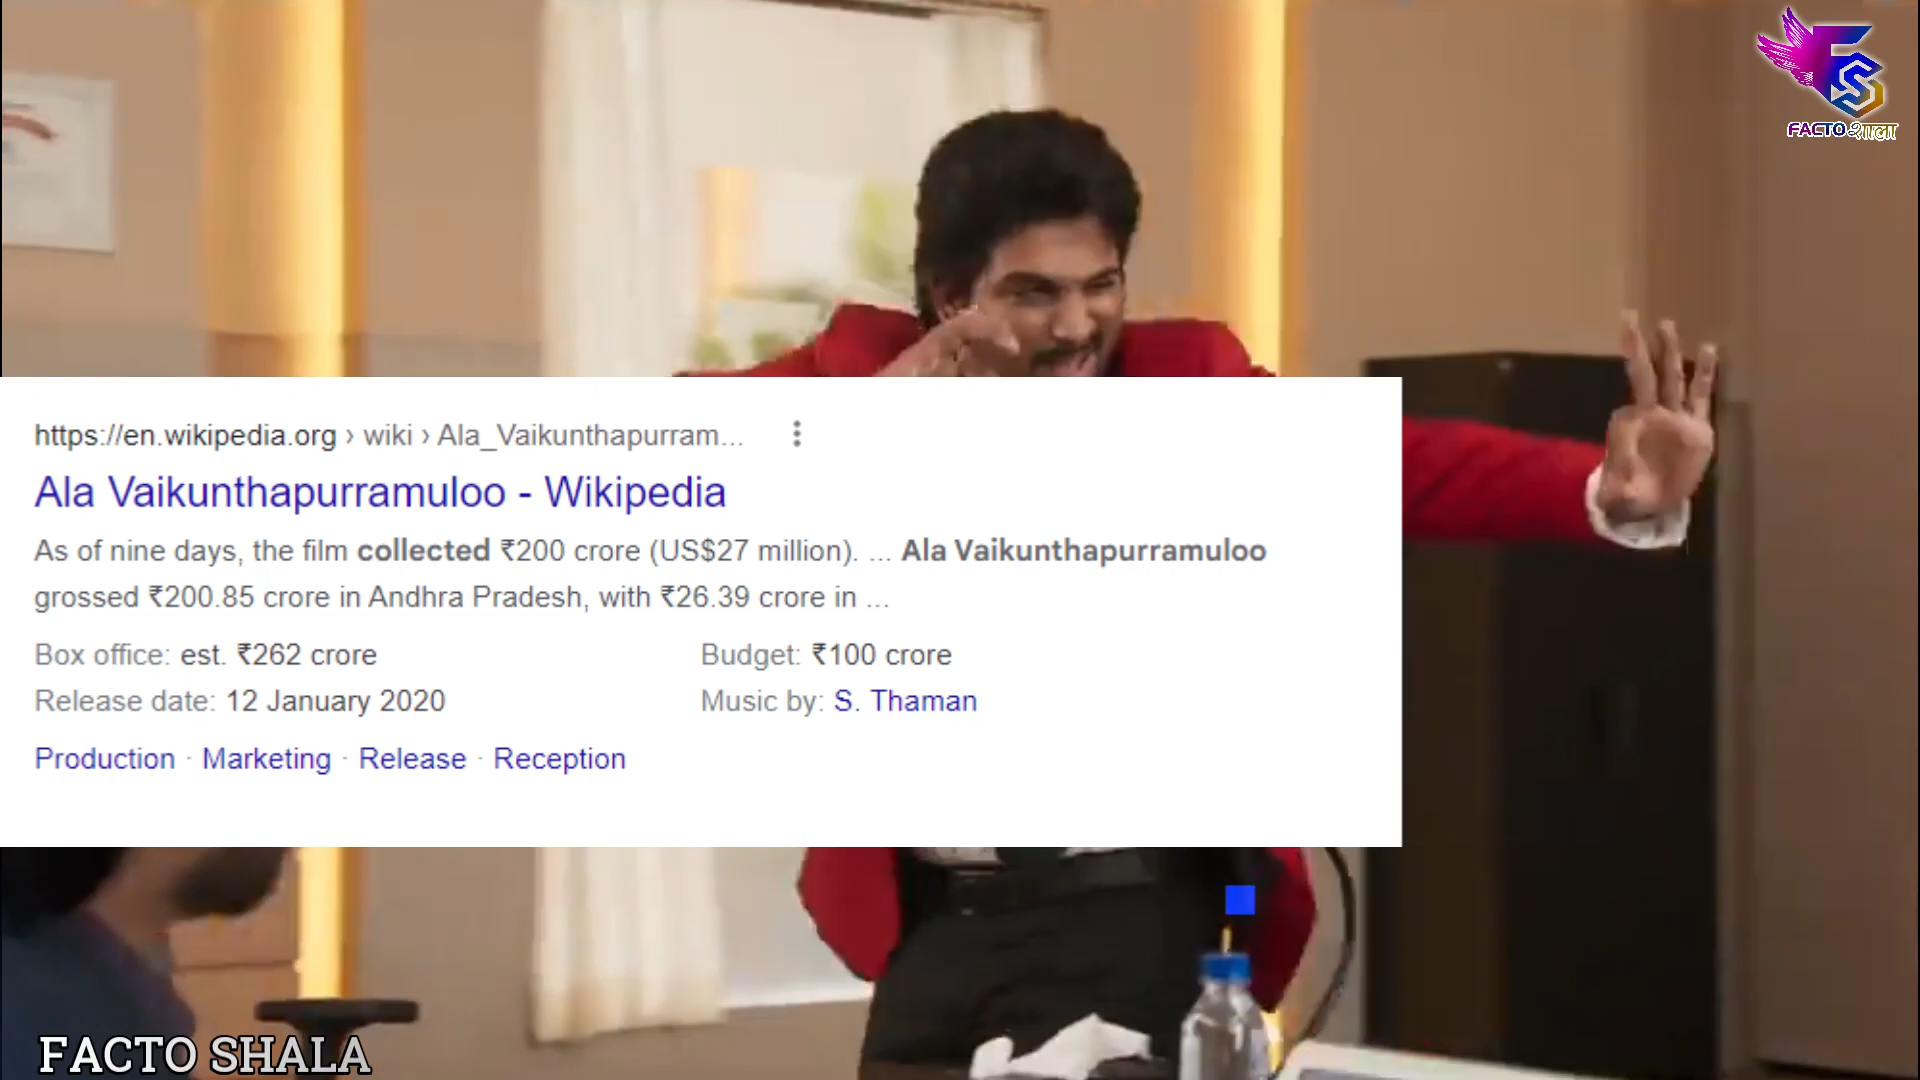 FACTOशाला
https://en.wikipedia.org › wiki › Ala_Vaikunthapurram...
Ala Vaikunthapurramuloo - Wikipedia
As of nine days, the film collected ₹200 crore (US$27 million). ... Ala Vaikunthapurramuloo
grossed ₹200.85 crore in Andhra Pradesh, with ₹26.39 crore in ...
Box office: est. ₹262 crore Budget: ₹100 crore
Release date: 12 January 2020 Music by: S. Thaman
Production · Marketing · Release · Reception
FACTO SHALA